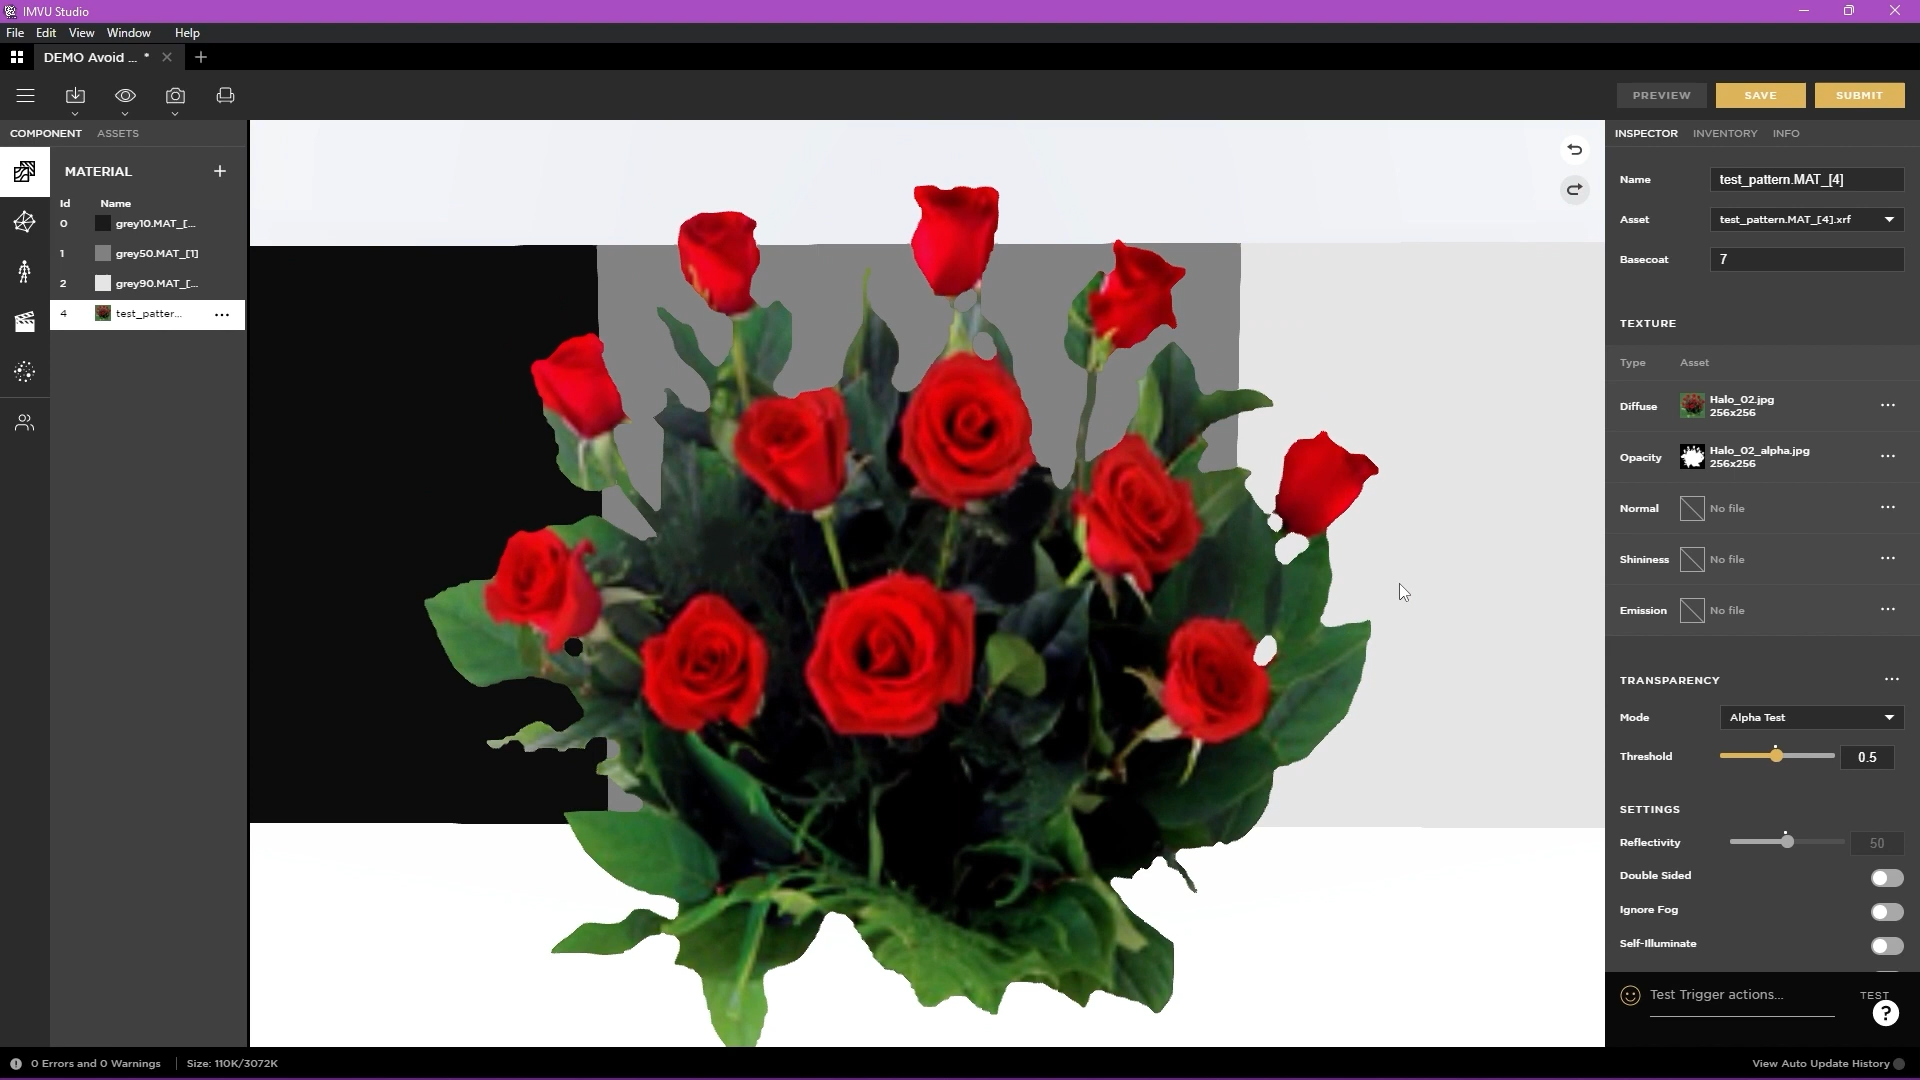 IMVU Studio
File Edit View Window Help
DEMO Avoid ... *
PREVIEW SAVE SUBMIT
COMPONENT ASSETS
MATERIAL
Id Name
0 grey10.MAT_[...
1 grey50.MAT_[1]
2 grey90.MAT_[...
4 test_patter... ...
INSPECTOR INVENTORY INFO
Name test_pattern.MAT_[4]
Asset test_pattern.MAT_[4].xrf
Basecoat 7
TEXTURE
Type Asset
Diffuse Halo_02.jpg
256x256
Opacity Halo_02_alpha.jpg
256x256
Normal No file
Shininess No file
Emission No file
TRANSPARENCY
Mode Alpha Test
Threshold 0.5
SETTINGS
Reflectivity 50
Double Sided
Ignore Fog
Self-Illuminate
Test Trigger actions... TEST
?
0 Errors and 0 Warnings Size: 110K/3072K
View Auto Update History